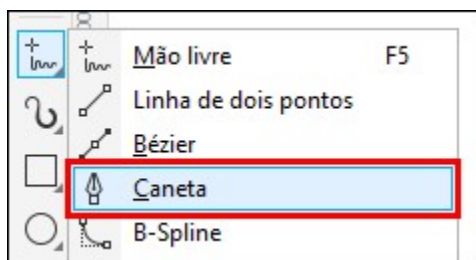 Mão livre F5
Linha de dois pontos
Bézier
Caneta
B-Spline